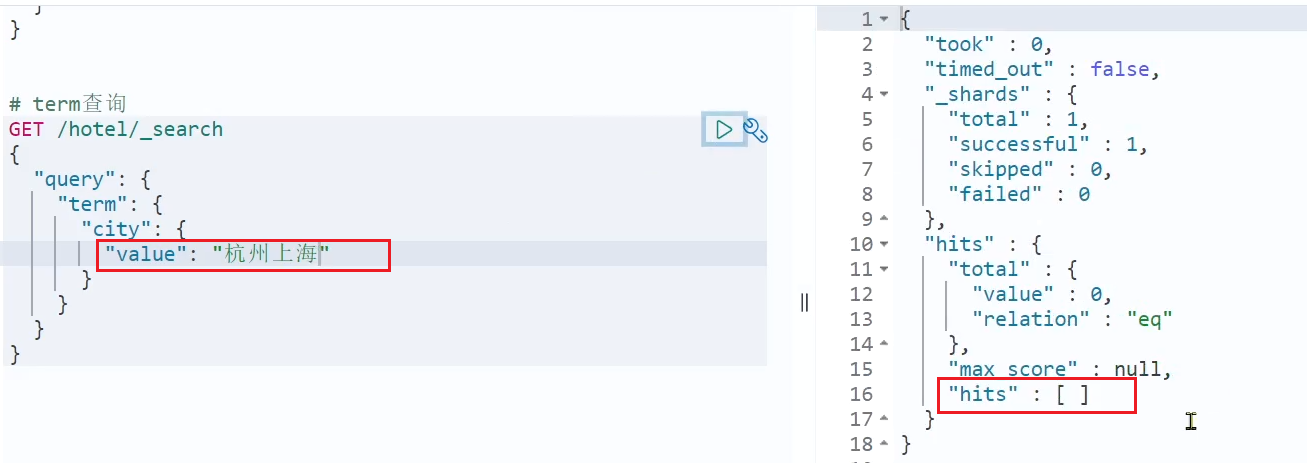 }
# term查询
GET /hotel/_search
{
"query": {
"term": {
"city": {
"value": "杭州上海"
}
}
}
}
1 {
2 "took" : 0,
3 "timed_out" : false,
4 "_shards" : {
5 "total" : 1,
6 "successful" : 1,
7 "skipped" : 0,
8 "failed" : 0
9 },
10 "hits" : {
11 "total" : {
12 "value" : 0,
13 "relation" : "eq"
14 },
15 "max_score" : null,
16 "hits" : [ ]
17 }
18 }